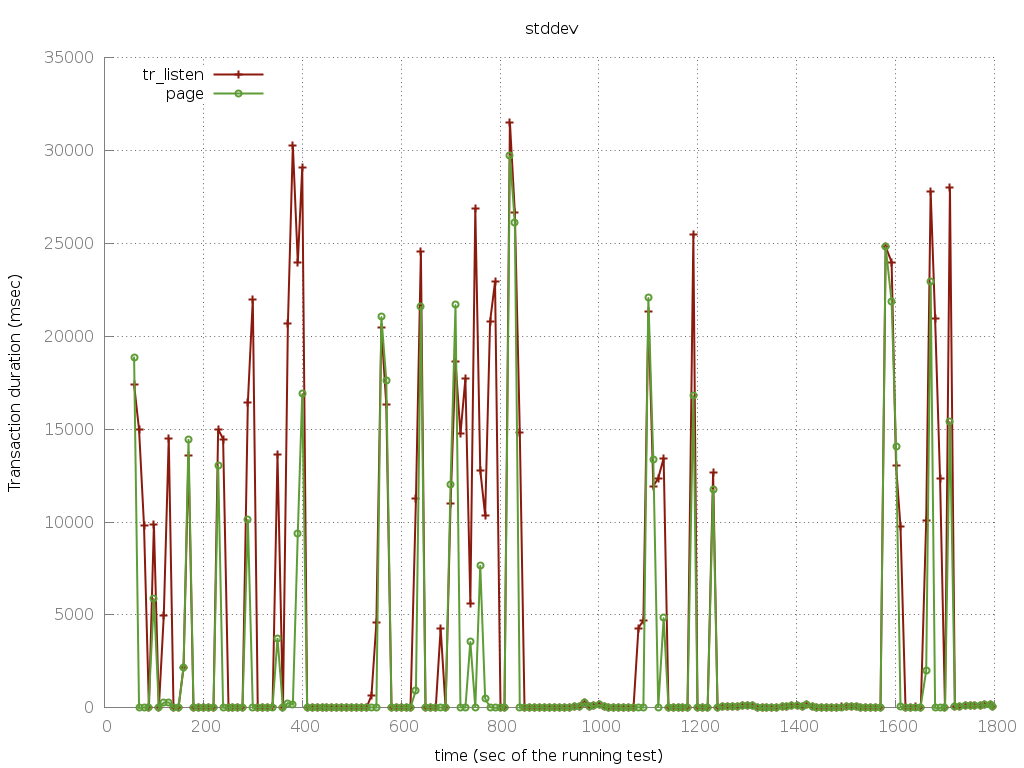 stddev
35000
30000
25000
20000
15000
10000
5000
0
tr_listen
page
Transaction duration (msec)
0 200 400 600 800 1000 1200 1400 1600 1800
time (sec of the running test)